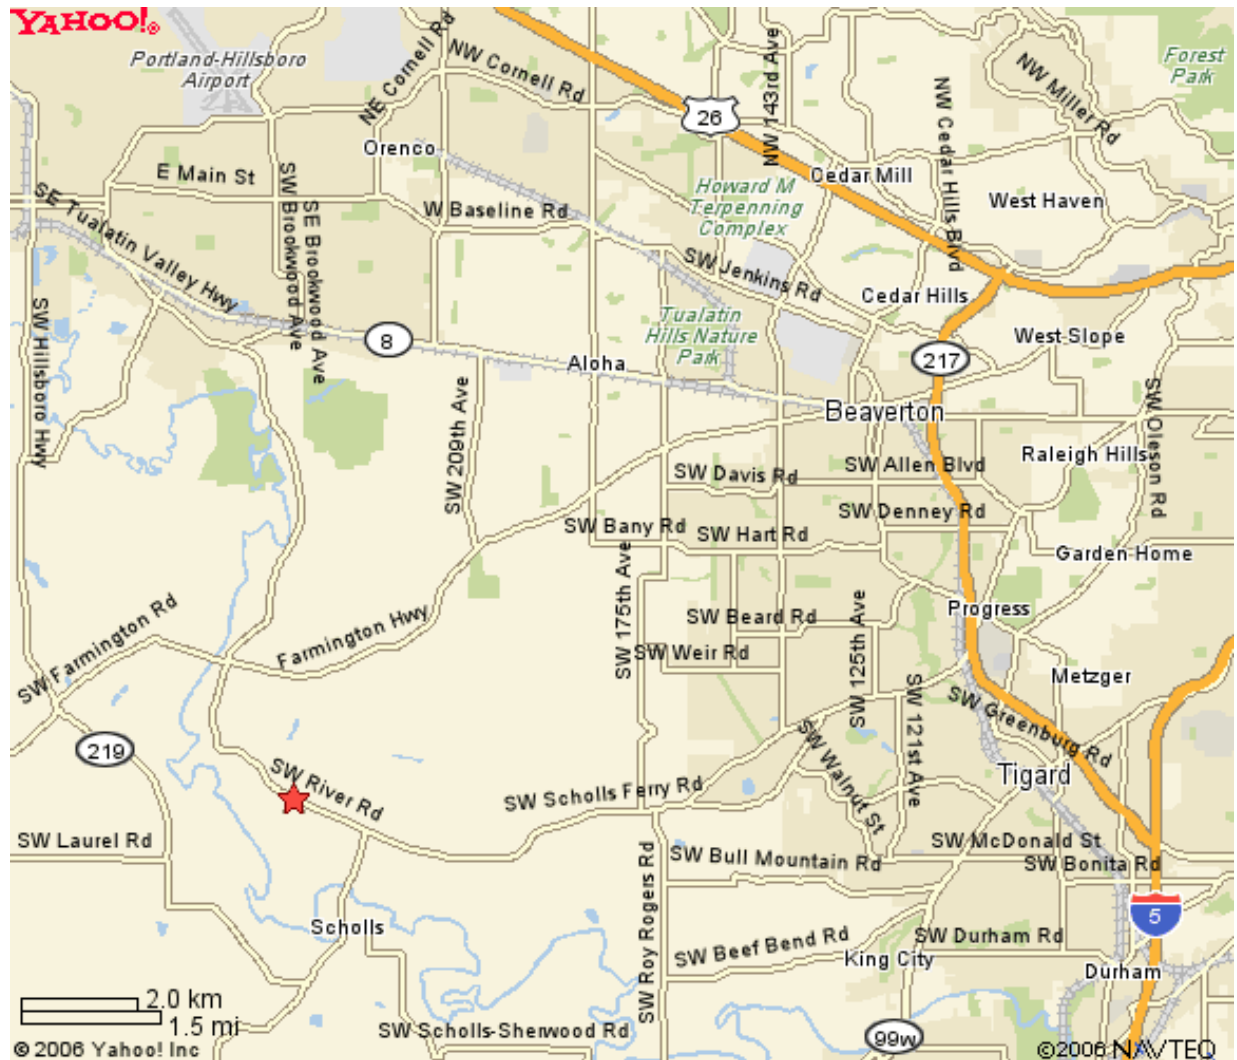 YAHOO!®
Portland-Hillsboro
Airport
NE Cornell Rd
NW Cornell Rd
26
NW 143rd Ave
NW Cedar Hills Blvd
NW Miller Rd
Forest
Park
Orenco
E Main St
SW Brookwood Ave
SE Brookwood Ave
W Baseline Rd
Howard M
Terpenning
Complex
Cedar Mill
West Haven
SE Tualatin Valley Hwy
SW Hillsboro Hwy
8
SW Jenkins Rd
Cedar Hills
Tualatin
Hills Nature
Park
217
West Slope
Aloha
SW 209th Ave
Beaverton
SW Oleson Rd
Raleigh Hills
SW Davis Rd
SW Allen Blvd
SW Bany Rd
SW Hart Rd
SW Denney Rd
Garden Home
SW 175th Ave
SW Beard Rd
SW 125th Ave
Progress
SW Farmington Rd
Farmington Hwy
SW Weir Rd
Metzger
SW 121st Ave
SW Greenburg Rd
219
SW River Rd
SW Scholls Ferry Rd
SW Walnut St
Tigard
SW Laurel Rd
SW Roy Rogers Rd
SW Bull Mountain Rd
SW McDonald St
SW Bonita Rd
5
Scholls
SW Beef Bend Rd
King City
SW Durham Rd
Durham
2.0 km
1.5 mi
SW Scholls-Sherwood Rd
99W
© 2006 Yahoo! Inc
©2006 NAVTEQ